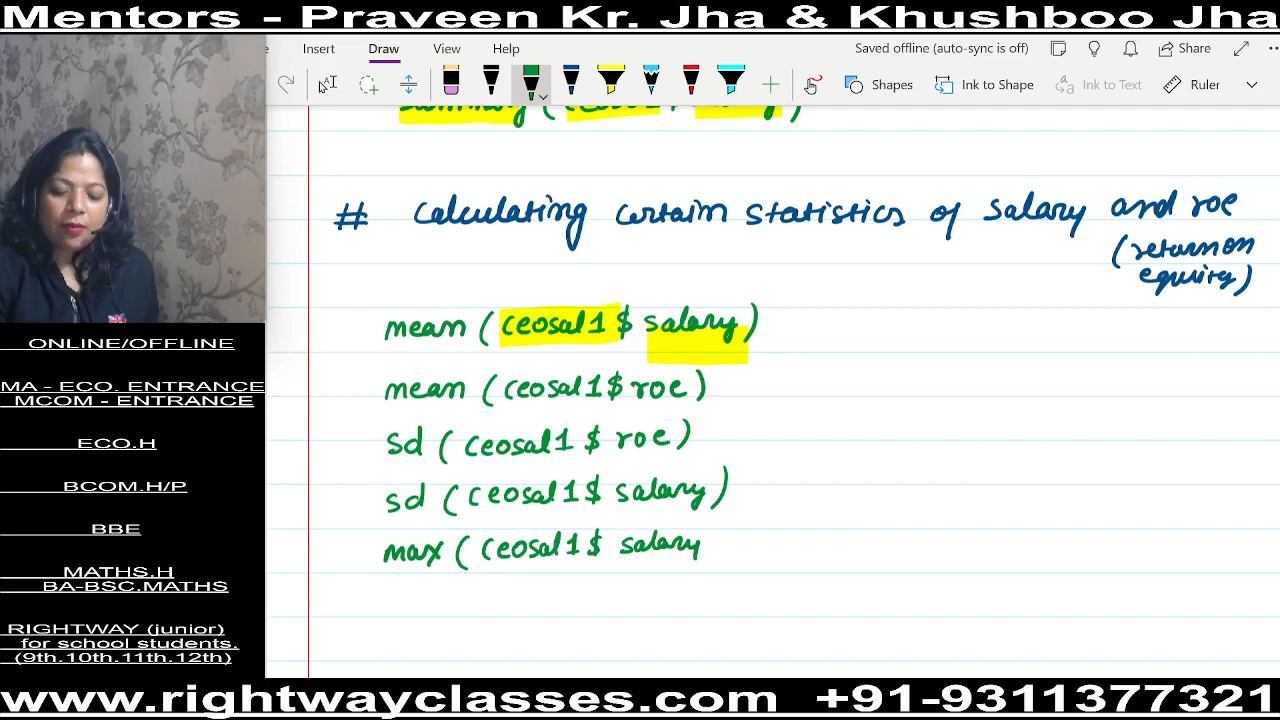 Mentors - Praveen Kr. Jha & Khushboo Jha
Insert Draw View Help Saved offline (auto-sync is off) Share
Shapes Ink to Shape Ink to Text Ruler
# Calculating certain statistics of salary and roe
(return on
equity)
mean (ceosal1 $ salary)
mean (ceosal1 $ roe)
sd (ceosal1 $ roe)
sd (ceosal1 $ salary)
max (ceosal1 $ salary
ONLINE/OFFLINE
MA - ECO. ENTRANCE
MCOM - ENTRANCE
ECO.H
BCOM.H/P
BBE
MATHS.H
BA-BSC.MATHS
RIGHTWAY (junior)
for school students.
(9th.10th.11th.12th)
www.rightwayclasses.com +91-9311377321